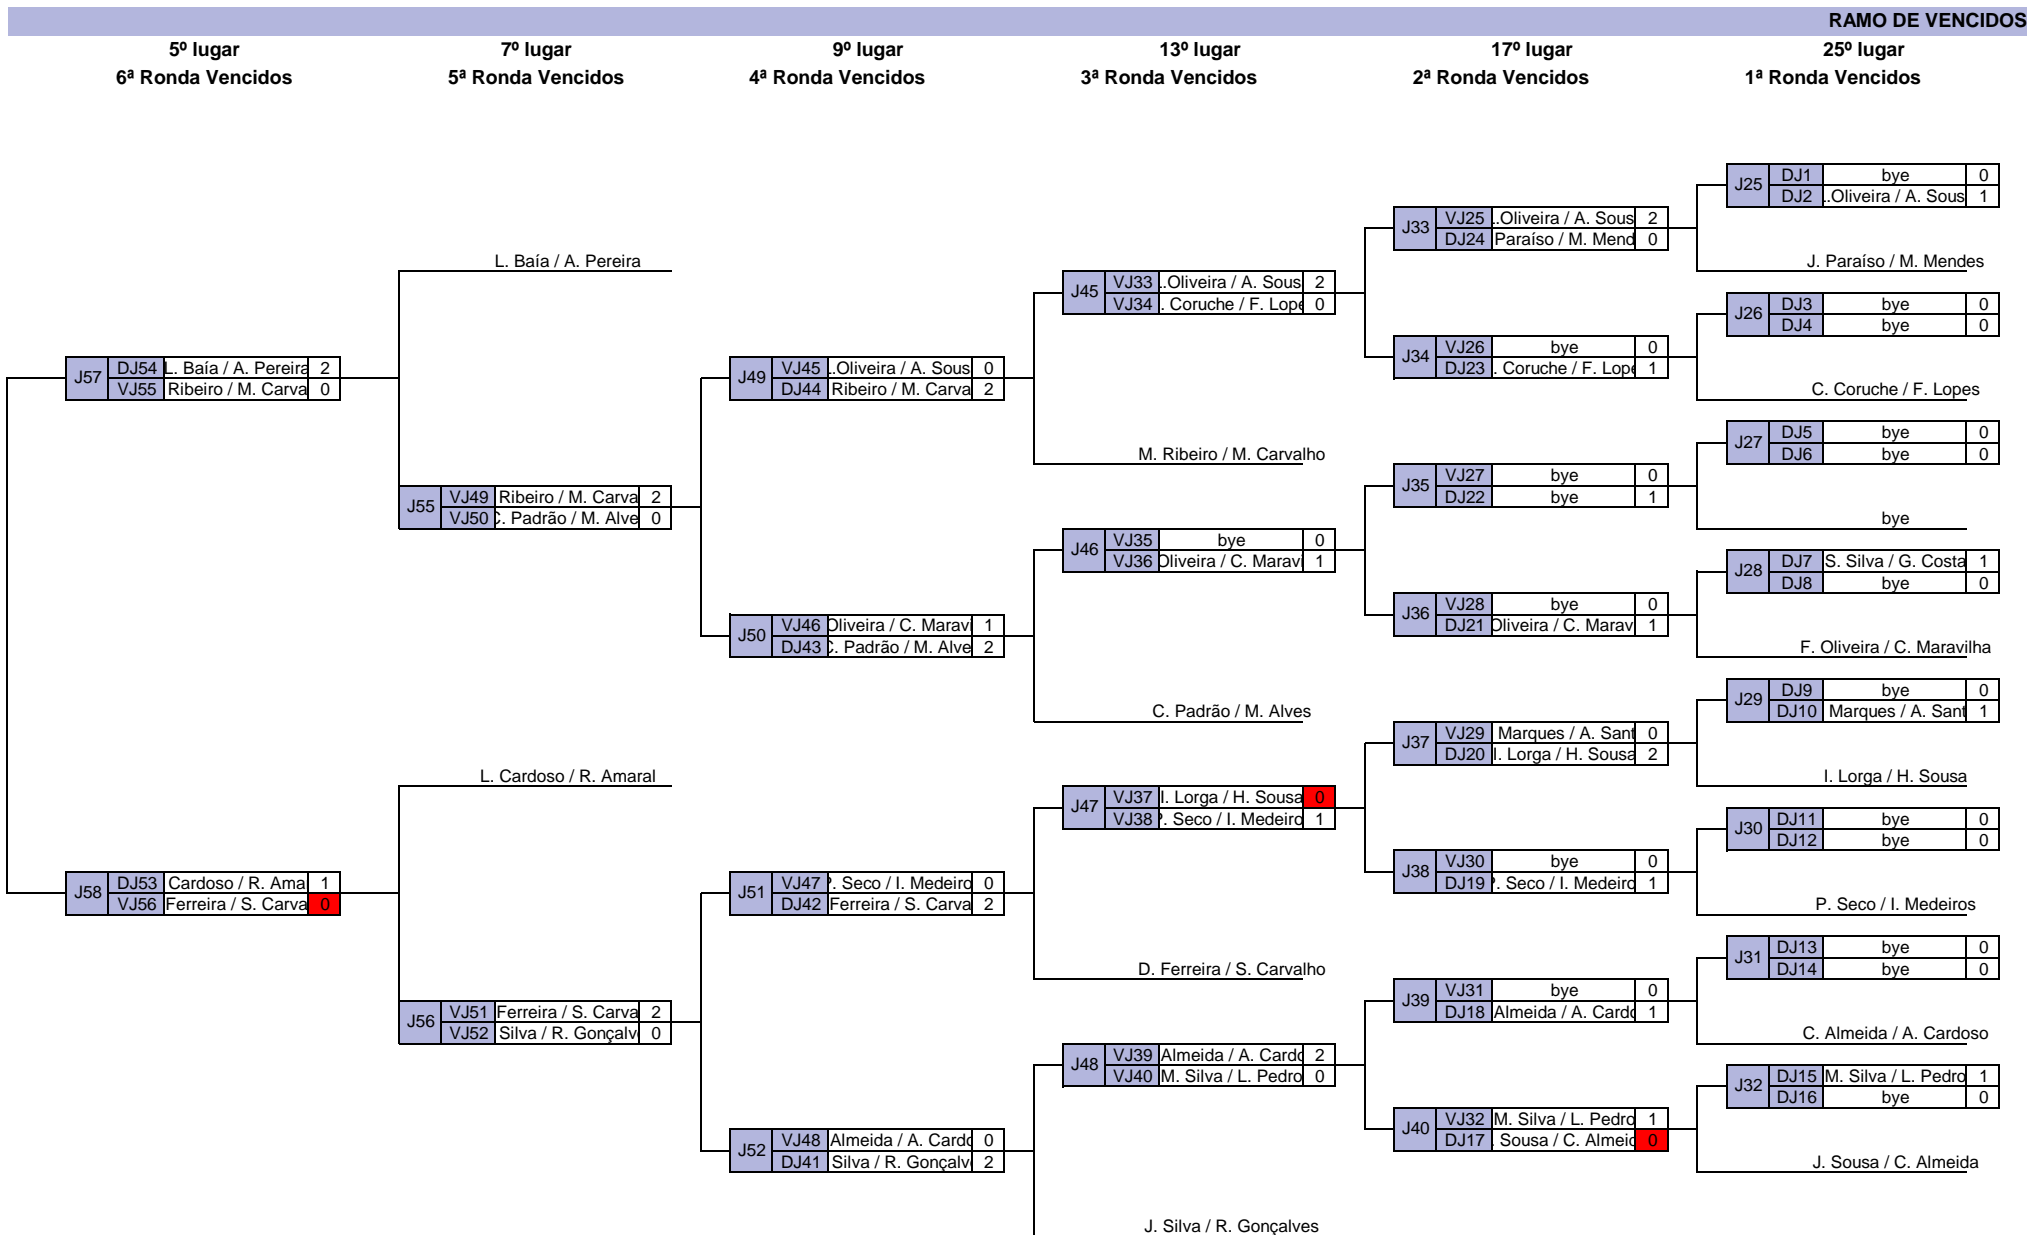 RAMO DE VENCIDOS
5º lugar 7º lugar 9º lugar 13º lugar 17º lugar 25º lugar
6ª Ronda Vencidos 5ª Ronda Vencidos 4ª Ronda Vencidos 3ª Ronda Vencidos 2ª Ronda Vencidos 1ª Ronda Vencidos
J25 DJ1 bye 0
DJ2 .Oliveira / A. Sous 1
J33 VJ25 .Oliveira / A. Sous 2
DJ24 Paraíso / M. Mend 0
L. Baía / A. Pereira
J. Paraíso / M. Mendes
J45 VJ33 .Oliveira / A. Sous 2
VJ34 . Coruche / F. Lope 0
J26 DJ3 bye 0
DJ4 bye 0
J34 VJ26 bye 0
DJ23 . Coruche / F. Lope 1
J57 DJ54 L. Baía / A. Pereira 2
VJ55 Ribeiro / M. Carva 0
J49 VJ45 .Oliveira / A. Sous 0
DJ44 Ribeiro / M. Carva 2
C. Coruche / F. Lopes
J27 DJ5 bye 0
DJ6 bye 0
M. Ribeiro / M. Carvalho
J35 VJ27 bye 0
DJ22 bye 1
J55 VJ49 Ribeiro / M. Carva 2
VJ50 C. Padrão / M. Alve 0
bye
J46 VJ35 bye 0
VJ36 Oliveira / C. Maravi 1
J28 DJ7 S. Silva / G. Costa 1
DJ8 bye 0
J36 VJ28 bye 0
DJ21 Oliveira / C. Marav 1
J50 VJ46 Oliveira / C. Maravi 1
DJ43 C. Padrão / M. Alve 2
F. Oliveira / C. Maravilha
J29 DJ9 bye 0
DJ10 Marques / A. Sant 1
C. Padrão / M. Alves
J37 VJ29 Marques / A. Sant 0
DJ20 I. Lorga / H. Sousa 2
L. Cardoso / R. Amaral
I. Lorga / H. Sousa
J47 VJ37 I. Lorga / H. Sousa 0
VJ38 P. Seco / I. Medeiro 1
J30 DJ11 bye 0
DJ12 bye 0
J38 VJ30 bye 0
DJ19 P. Seco / I. Medeiro 1
J58 DJ53 Cardoso / R. Ama 1
VJ56 Ferreira / S. Carva 0
J51 VJ47 P. Seco / I. Medeiro 0
DJ42 Ferreira / S. Carva 2
P. Seco / I. Medeiros
J31 DJ13 bye 0
DJ14 bye 0
D. Ferreira / S. Carvalho
J39 VJ31 bye 0
DJ18 Almeida / A. Cardo 1
J56 VJ51 Ferreira / S. Carva 2
VJ52 Silva / R. Gonçalv 0
C. Almeida / A. Cardoso
J48 VJ39 Almeida / A. Cardo 2
VJ40 M. Silva / L. Pedro 0
J32 DJ15 M. Silva / L. Pedro 1
DJ16 bye 0
J40 VJ32 M. Silva / L. Pedro 1
DJ17 . Sousa / C. Almeid 0
J52 VJ48 Almeida / A. Cardo 0
DJ41 Silva / R. Gonçalv 2
J. Sousa / C. Almeida
J. Silva / R. Gonçalves